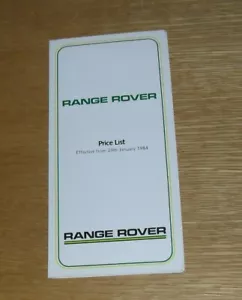 RANGE ROVER
Price List
Effective from January 1984
RANGE ROVER